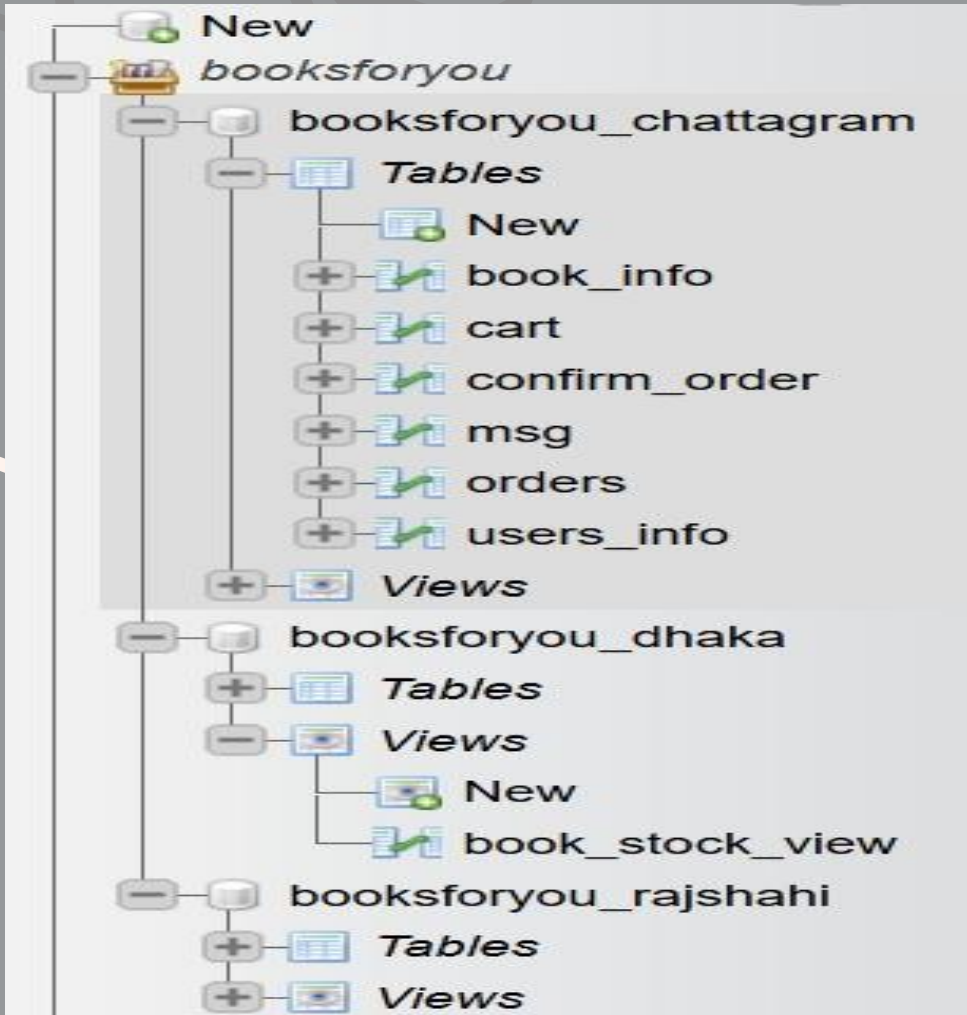 New
booksforyou
booksforyou_chattagram
Tables
New
book_info
cart
confirm_order
msg
orders
users_info
Views
booksforyou_dhaka
Tables
Views
New
book_stock_view
booksforyou_rajshahi
Tables
Views